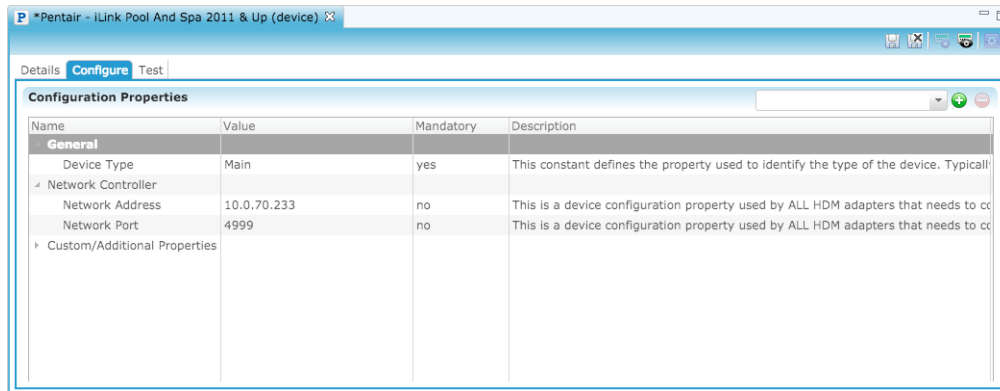 P *Pentair - iLink Pool And Spa 2011 & Up (device)
Details Configure Test
Configuration Properties
Name Value Mandatory Description
General
Device Type Main yes This constant defines the property used to identify the type of the device. Typicall
Network Controller
Network Address 10.0.70.233 no This is a device configuration property used by ALL HDM adapters that needs to co
Network Port 4999 no This is a device configuration property used by ALL HDM adapters that needs to co
Custom/Additional Properties